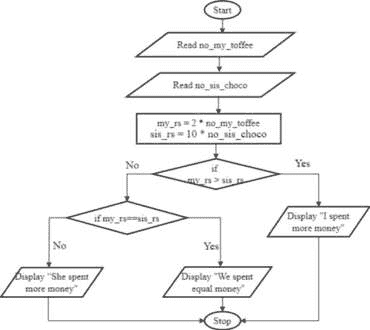 Start
Read no_my_toffee
Read no_sis_choco
my_rs = 2 * no_my_toffee
sis_rs = 10 * no_sis_choco
if
my_rs > sis_rs
No
Yes
if my_rs==sis_rs
Display "I spent
more money"
No
Yes
Display "She spent
more money"
Display "We spent
equal money"
Stop